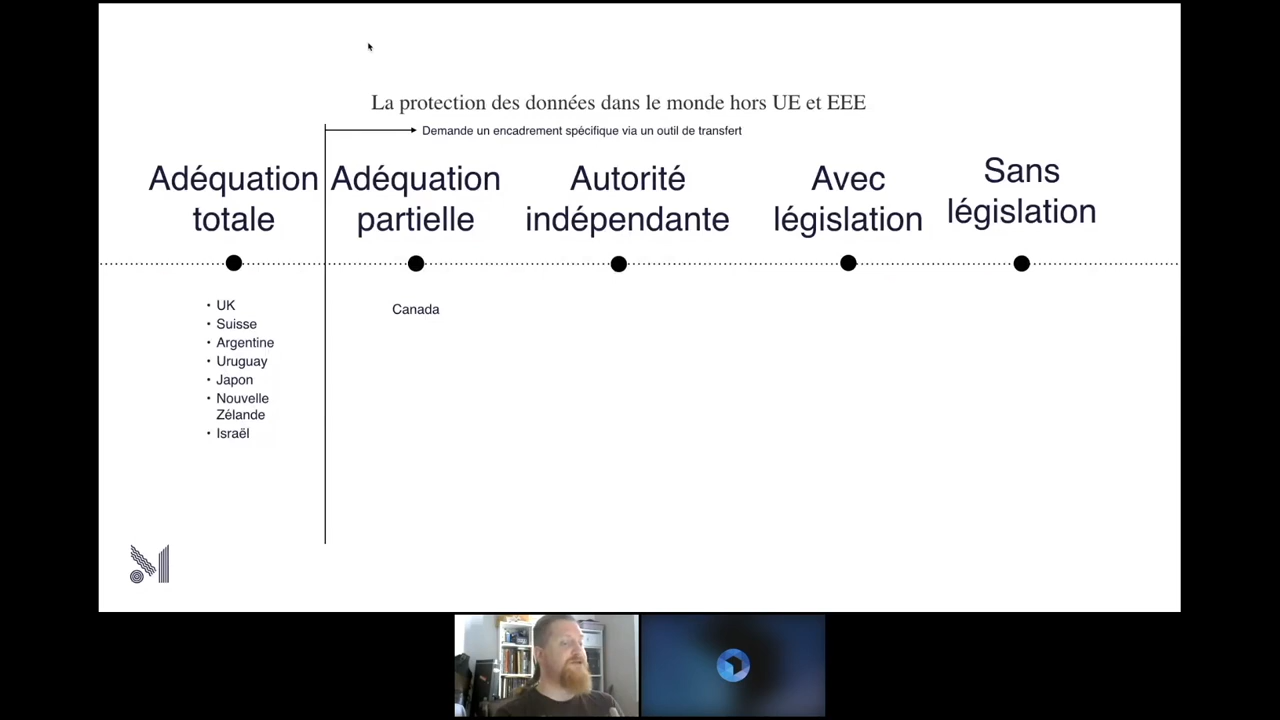 La protection des données dans le monde hors UE et EEE
Demande un encadrement spécifique via un outil de transfert
Adéquation
totale
Adéquation
partielle
Autorité
indépendante
Avec
législation
Sans
législation
• UK
• Suisse
• Argentine
• Uruguay
• Japon
• Nouvelle
Zélande
• Israël
Canada